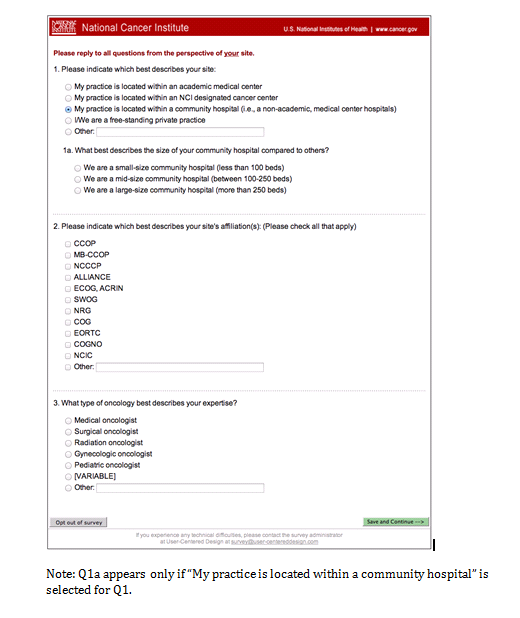 NATIONAL CANCER INSTITUTE
National Cancer Institute
U.S. National Institutes of Health | www.cancer.gov
Please reply to all questions from the perspective of your site.
1. Please indicate which best describes your site:
My practice is located within an academic medical center
My practice is located within an NCI designated cancer center
My practice is located within a community hospital (i.e., a non-academic, medical center hospitals)
I/We are a free-standing private practice
Other:
1a. What best describes the size of your community hospital compared to others?
We are a small-size community hospital (less than 100 beds)
We are a mid-size community hospital (between 100-250 beds)
We are a large-size community hospital (more than 250 beds)
2. Please indicate which best describes your site's affiliation(s): (Please check all that apply)
CCOP
MB-CCOP
NCCCP
ALLIANCE
ECOG, ACRIN
SWOG
NRG
COG
EORTC
COGNO
NCIC
Other:
3. What type of oncology best describes your expertise?
Medical oncologist
Surgical oncologist
Radiation oncologist
Gynecologic oncologist
Pediatric oncologist
[VARIABLE]
Other:
Opt out of survey
Save and Continue -->
If you experience any technical difficulties, please contact the survey administrator
at User-Centered Design at survey@user-centereddesign.com
Note: Q1a appears only if "My practice is located within a community hospital" is
selected for Q1.